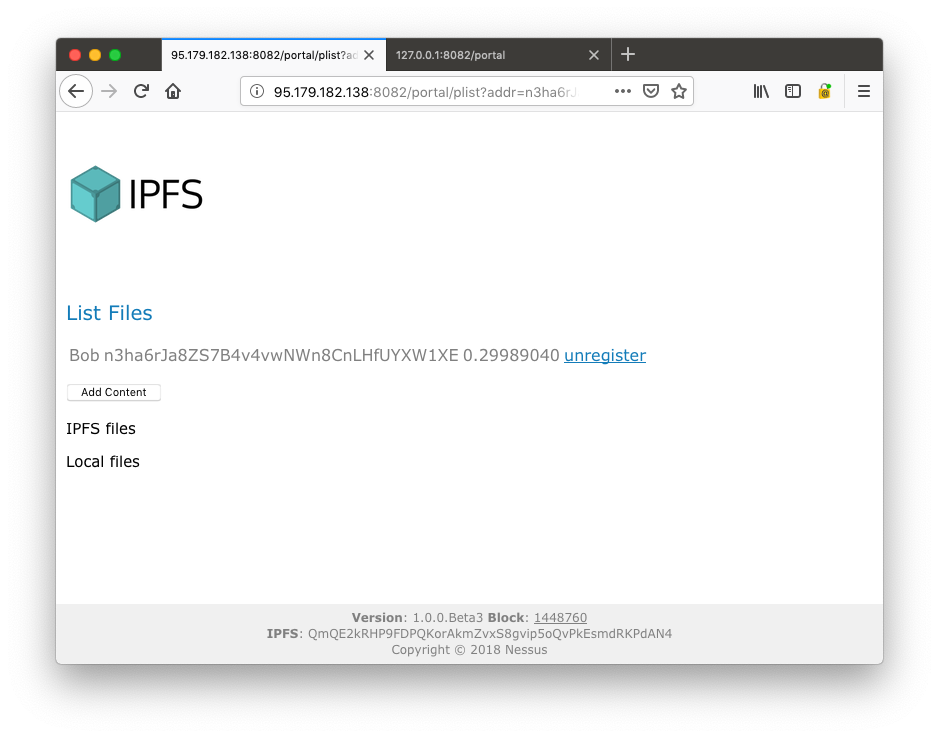 95.179.182.138:8082/portal/plist?ad
127.0.0.1:8082/portal
95.179.182.138:8082/portal/plist?addr=n3ha6rJ
IPFS
List Files
Bob n3ha6rJa8ZS7B4v4vwNWn8CnLHfUYXW1XE 0.29989040 unregister
Add Content
IPFS files
Local files
Version: 1.0.0.Beta3 Block: 1448760
IPFS: QmQE2kRHP9FDPQKorAkmZvxS8gvip5oQvPkEsmdRKPdAN4
Copyright © 2018 Nessus